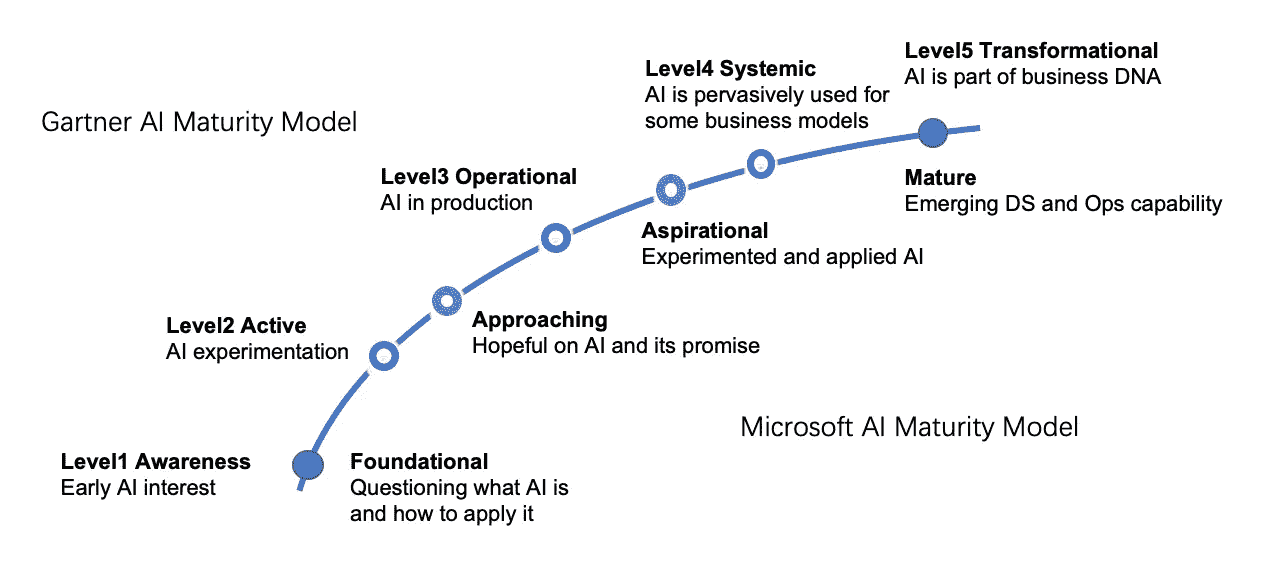 Level5 Transformational
AI is part of business DNA
Level4 Systemic
AI is pervasively used for
some business models
Gartner AI Maturity Model
Level3 Operational
AI in production
Mature
Emerging DS and Ops capability
Aspirational
Experimented and applied AI
Level2 Active
AI experimentation
Approaching
Hopeful on AI and its promise
Microsoft AI Maturity Model
Level1 Awareness
Early AI interest
Foundational
Questioning what AI is
and how to apply it